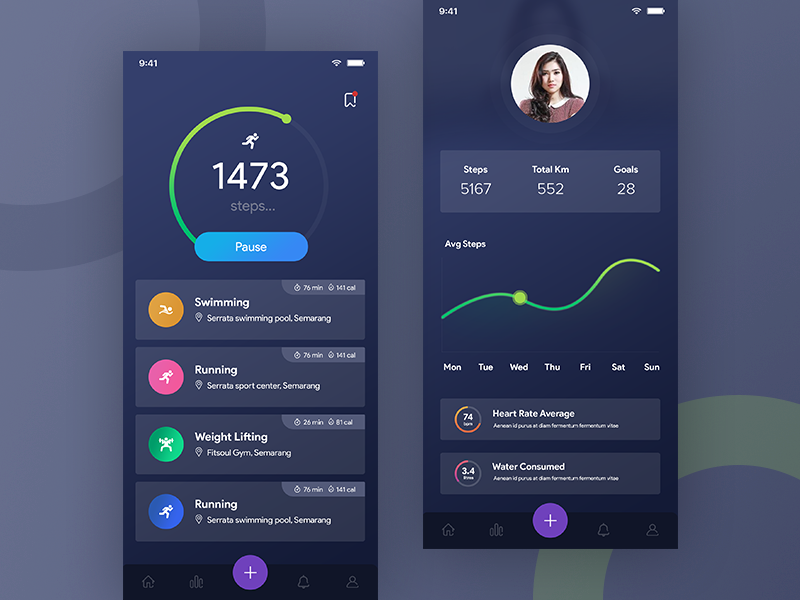 9:41
1473
steps...
Pause
76 min 141 cal
Swimming
Serrata swimming pool, Semarang
76 min 141 cal
Running
Serrata sport center, Semarang
26 min 81 cal
Weight Lifting
Fitsoul Gym, Semarang
76 min 141 cal
Running
Serrata swimming pool, Semarang
9:41
Steps Total Km Goals
5167 552 28
Avg Steps
Mon Tue Wed Thu Fri Sat Sun
74
bpm
Heart Rate Average
Aenean id purus at diam fermentum fermentum vitae
3.4
litres
Water Consumed
Aenean id purus at diam fermentum fermentum vitae